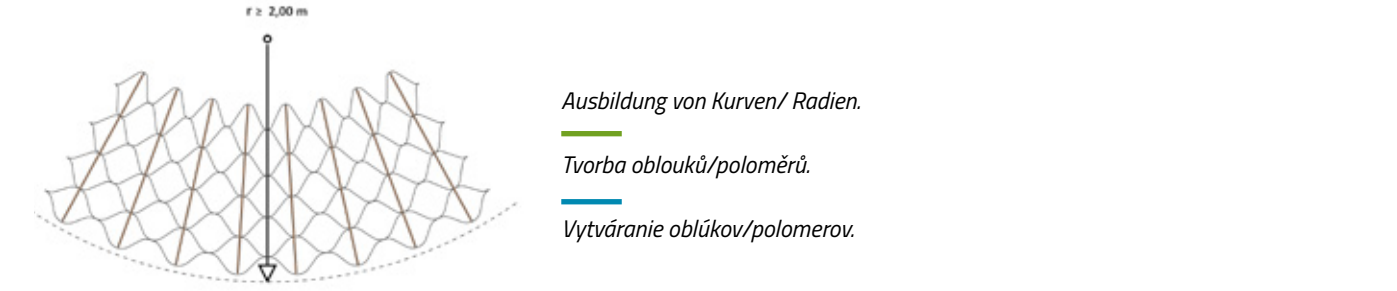 r ≥ 2,00 m
Ausbildung von Kurven/ Radien.
Tvorba oblouků/poloměrů.
Vytváranie oblúkov/polomerov.